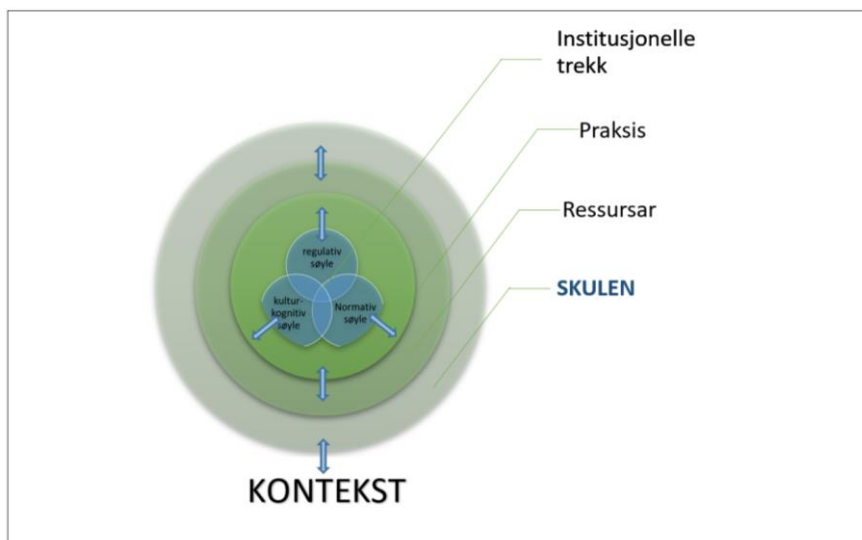 Institusjonelle
trekk
Praksis
Ressursar
SKULEN
regulativ
søyle
kultur-
kognitiv
søyle
Normativ
søyle
KONTEKST